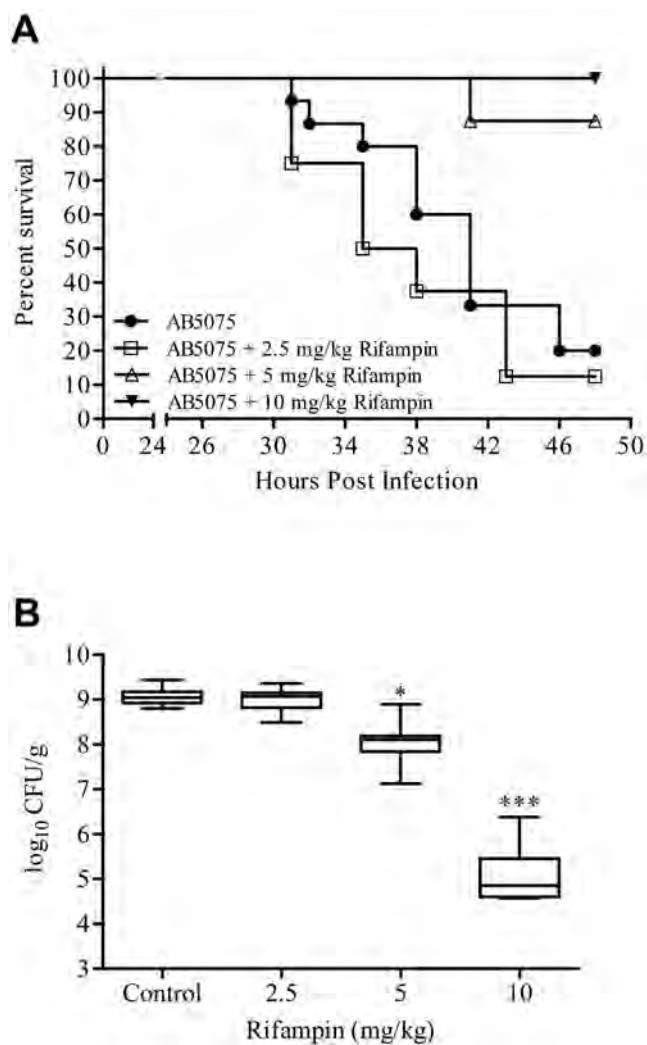 A
100
90
80
70
60
50
40
30
20
10
0
Percent survival
AB5075
AB5075 + 2.5 mg/kg Rifampin
AB5075 + 5 mg/kg Rifampin
AB5075 + 10 mg/kg Rifampin
0 24 26 30 34 38 42 46 50
Hours Post Infection
B
10
9
8
7
6
5
4
3
log₁₀ CFU/g
*
***
Control 2.5 5 10
Rifampin (mg/kg)